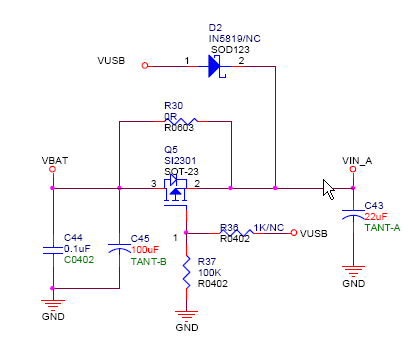 D2
IN5819/NC
SOD123
VUSB
1
2
R30
0R
R0603
Q5
SI2301
SOT-23
VBAT
3
2
VIN_A
C43
22uF
TANT-A
R36
1K/NC
R0402
VUSB
1
C44
0.1uF
C0402
C45
100uF
TANT-B
R37
100K
R0402
GND
GND
GND